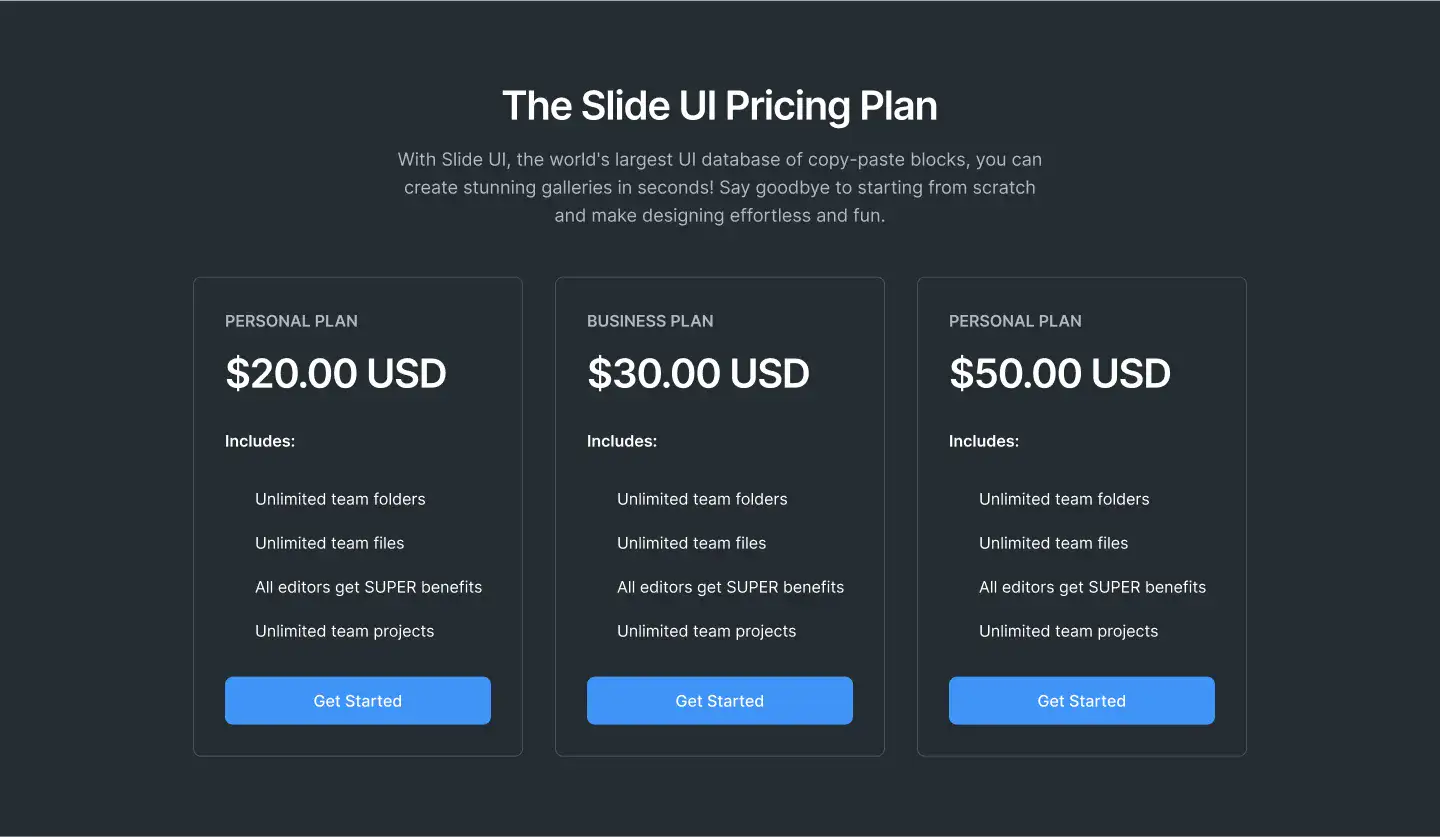 The Slide UI Pricing Plan
With Slide UI, the world's largest UI database of copy-paste blocks, you can
create stunning galleries in seconds! Say goodbye to starting from scratch
and make designing effortless and fun.
PERSONAL PLAN
$20.00 USD
Includes:
Unlimited team folders
Unlimited team files
All editors get SUPER benefits
Unlimited team projects
Get Started
BUSINESS PLAN
$30.00 USD
Includes:
Unlimited team folders
Unlimited team files
All editors get SUPER benefits
Unlimited team projects
Get Started
PERSONAL PLAN
$50.00 USD
Includes:
Unlimited team folders
Unlimited team files
All editors get SUPER benefits
Unlimited team projects
Get Started